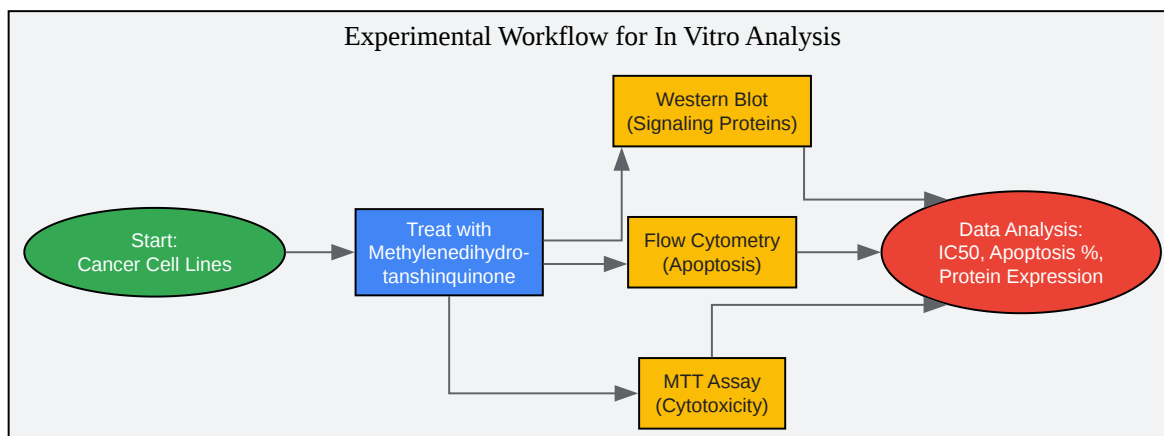 Experimental Workflow for In Vitro Analysis
Start:
Cancer Cell Lines
Treat with
Methylenedihydro-
tanshinquinone
Western Blot
(Signaling Proteins)
Flow Cytometry
(Apoptosis)
MTT Assay
(Cytotoxicity)
Data Analysis:
IC50, Apoptosis %,
Protein Expression